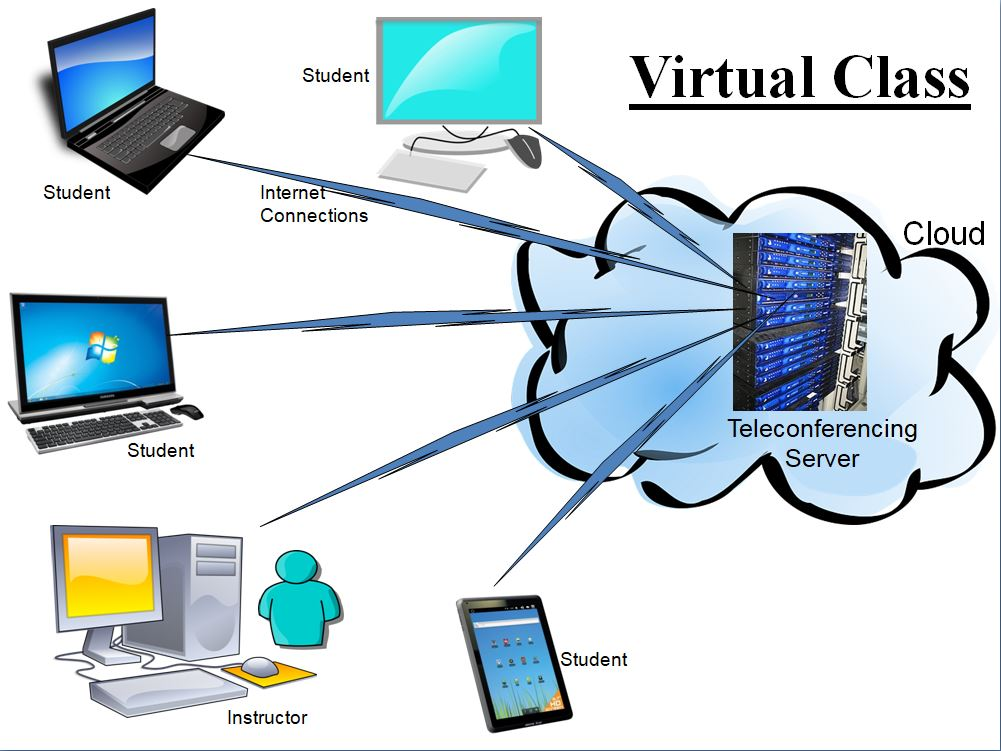 Virtual Class
Student
Student
Internet
Connections
Cloud
Teleconferencing
Server
Student
Student
Instructor